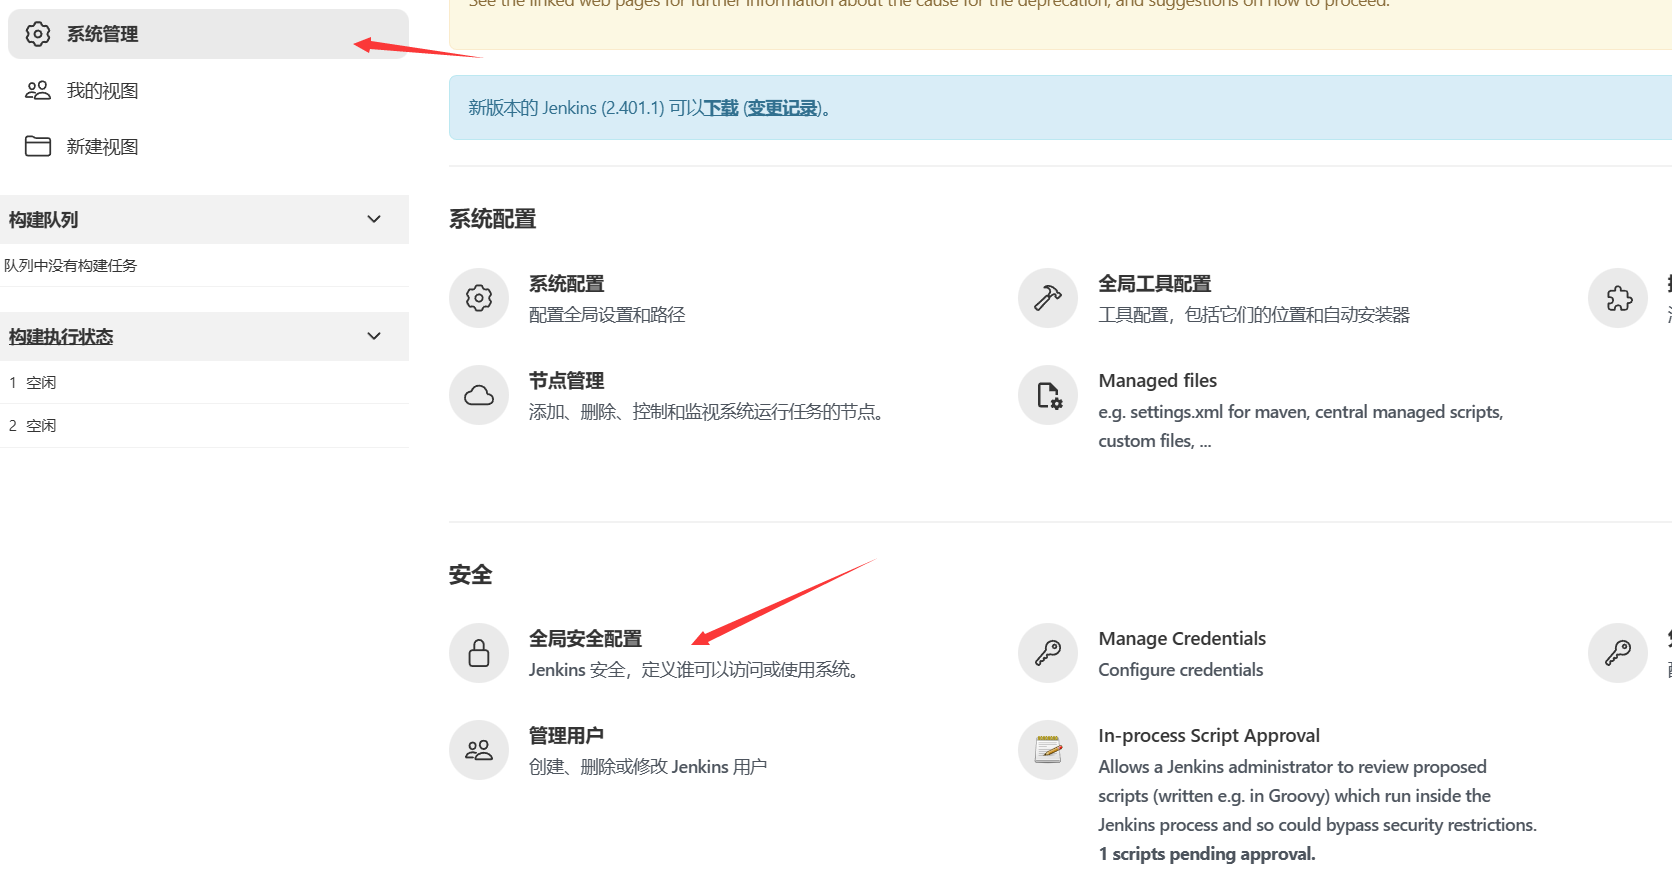 系统管理
我的视图
新建视图
构建队列
队列中没有构建任务
构建执行状态
1 空闲
2 空闲
See the linked web pages for further information about the cause for the deprecation, and suggestions on how to proceed.
新版本的 Jenkins (2.401.1) 可以下载 (变更记录)。
系统配置
系统配置
配置全局设置和路径
全局工具配置
工具配置，包括它们的位置和自动安装器
节点管理
添加、删除、控制和监视系统运行任务的节点。
Managed files
e.g. settings.xml for maven, central managed scripts,
custom files, ...
安全
全局安全配置
Jenkins 安全，定义谁可以访问或使用系统。
Manage Credentials
Configure credentials
管理用户
创建、删除或修改 Jenkins 用户
In-process Script Approval
Allows a Jenkins administrator to review proposed
scripts (written e.g. in Groovy) which run inside the
Jenkins process and so could bypass security restrictions.
1 scripts pending approval.